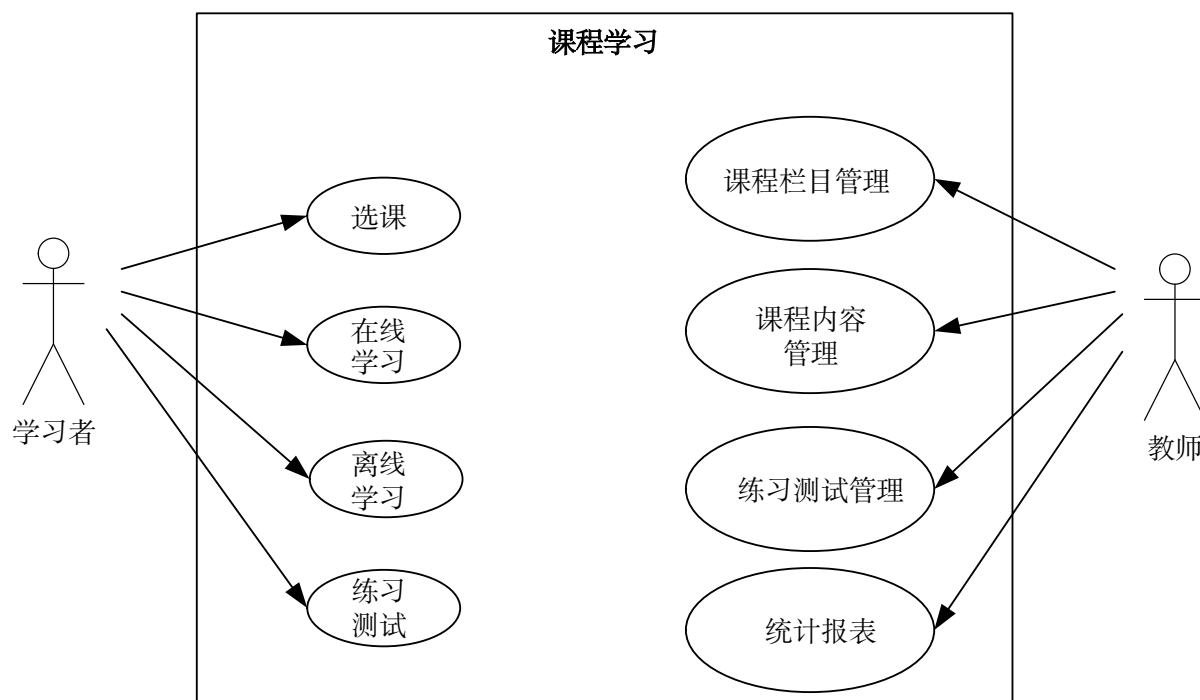 课程学习
选课
在线
学习
离线
学习
练习
测试
课程栏目管理
课程内容
管理
练习测试管理
统计报表
学习者
教师